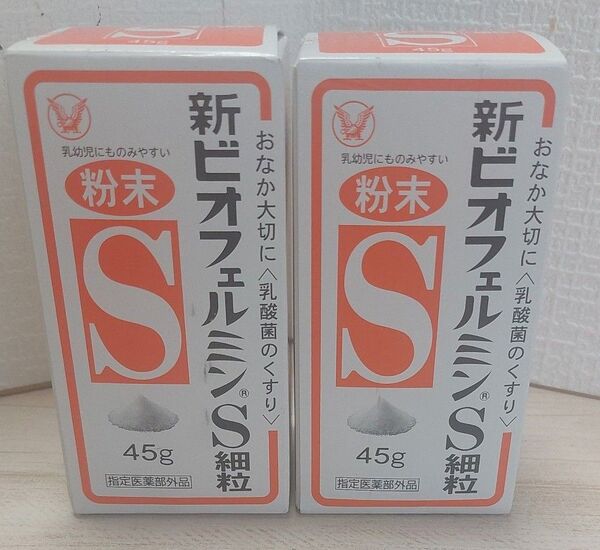 S
45g
新ビオフェルミン®S細粒
おなか大切に〈乳酸菌のくすり〉
乳幼児にものみやすい
粉末
S
45g
指定医薬部外品
S
45g
新ビオフェルミン®S細粒
おなか大切に〈乳酸菌のくすり〉
乳幼児にものみやすい
粉末
S
45g
指定医薬部外品